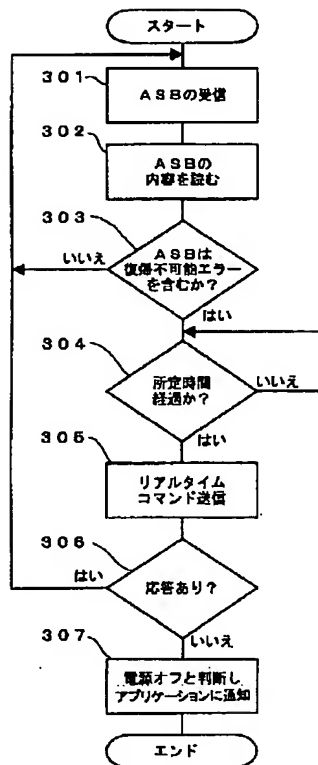 スタート
301
ASBの受信
302
ASBの
内容を読む
303
ASBは
復帰不可能エラー
を含むか?
いいえ
はい
304
所定時間
経過か?
いいえ
はい
305
リアルタイム
コマンド送信
306
応答あり?
はい
いいえ
307
電源オフと判断し
アプリケーションに通知
エンド